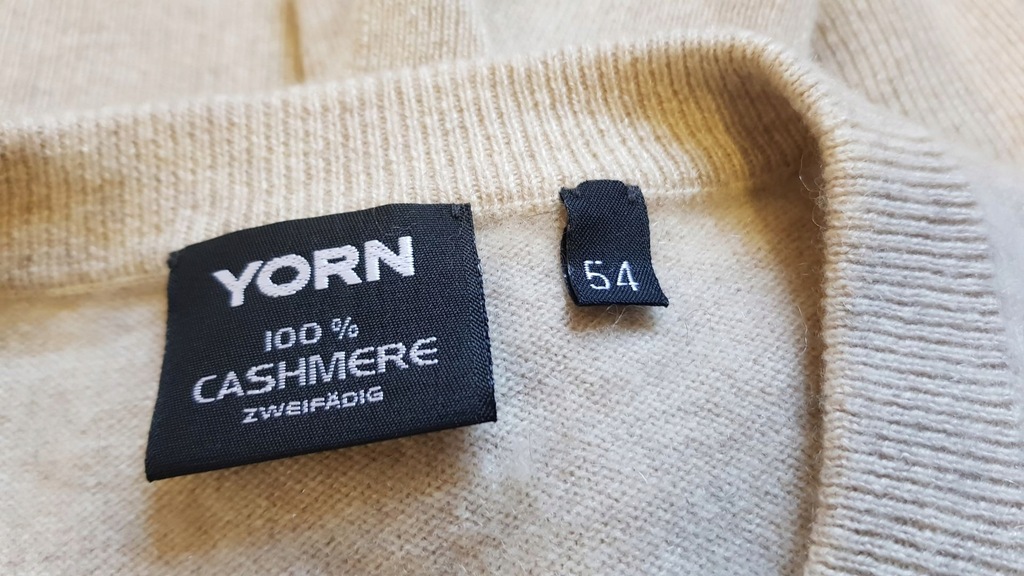 YORN
100 %
CASHMERE
ZWEIFÄDIG
54